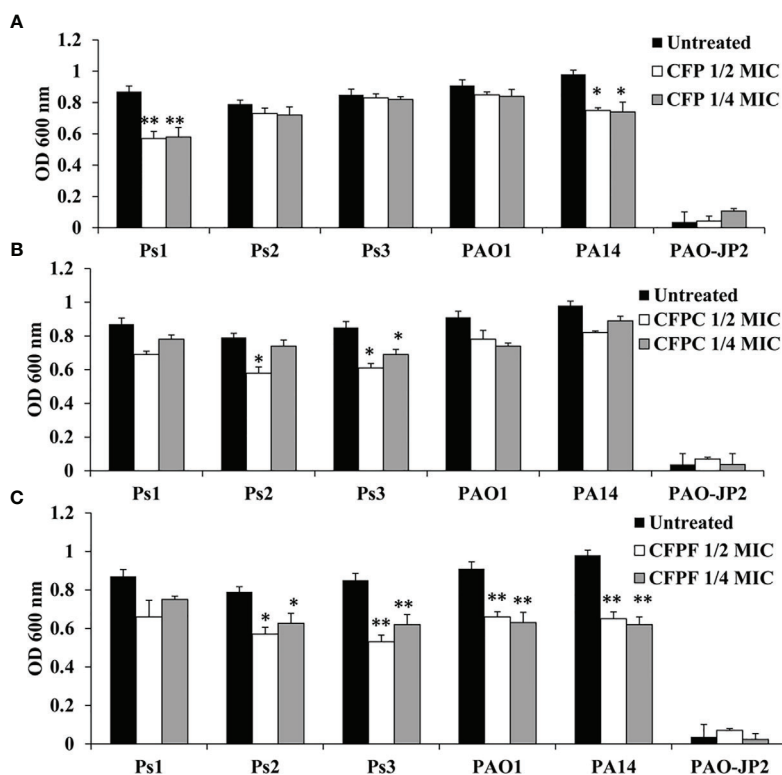 A
1.2
1
0.8
0.6
0.4
0.2
0
OD 600 nm
Untreated
CFP 1/2 MIC
CFP 1/4 MIC
** **
* *
Ps1 Ps2 Ps3 PAO1 PA14 PAO-JP2
B
1.2
1
0.8
0.6
0.4
0.2
0
OD 600 nm
Untreated
CFPC 1/2 MIC
CFPC 1/4 MIC
*
* *
Ps1 Ps2 Ps3 PAO1 PA14 PAO-JP2
C
1.2
1
0.8
0.6
0.4
0.2
0
OD 600 nm
Untreated
CFPF 1/2 MIC
CFPF 1/4 MIC
* *
** **
** **
** **
Ps1 Ps2 Ps3 PAO1 PA14 PAO-JP2